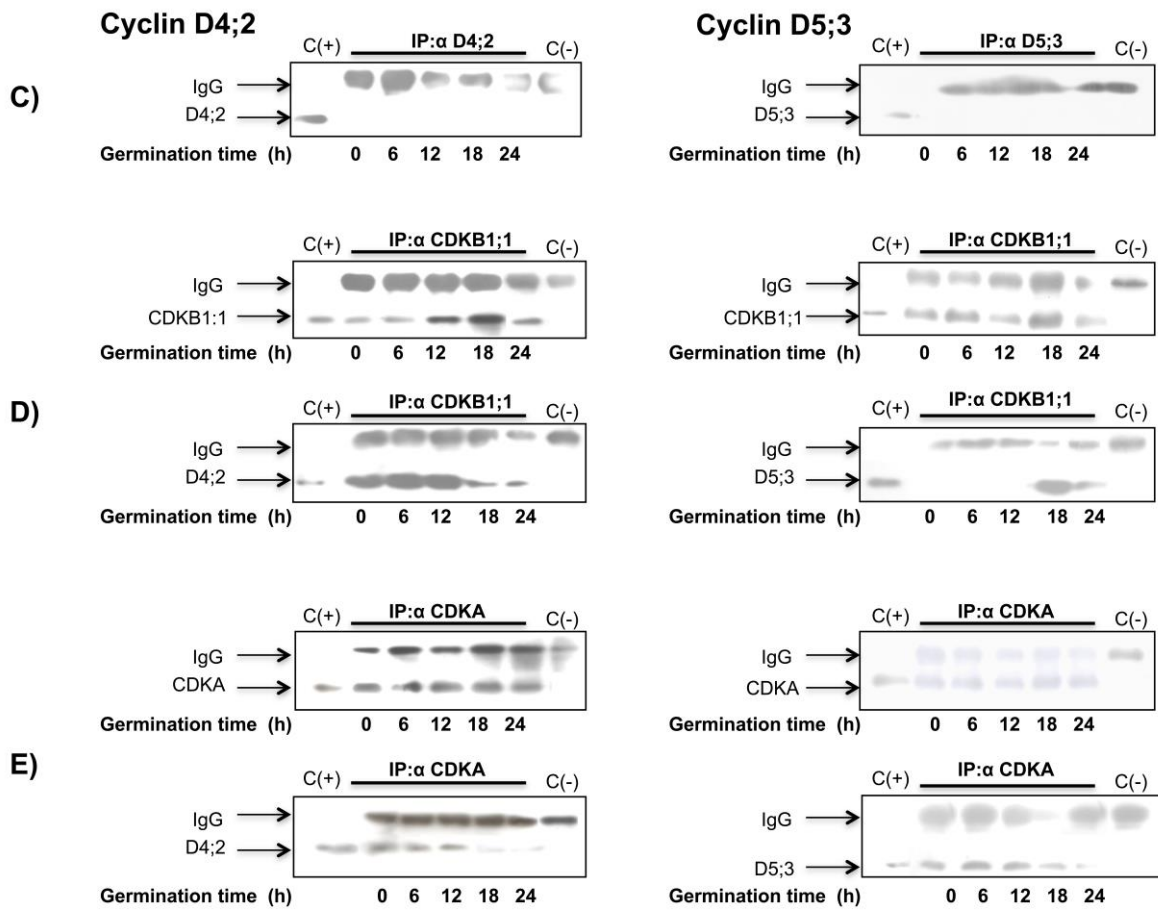 Cyclin D4;2
Cyclin D5;3
C(+) IP:α D4;2 C(-)
C(+) IP:α D5;3 C(-)
C)
IgG
D4;2
Germination time (h) 0 6 12 18 24
IgG
D5;3
Germination time (h) 0 6 12 18 24
C(+) IP:α CDKB1;1 C(-)
IgG
CDKB1:1
Germination time (h) 0 6 12 18 24
C(+) IP:α CDKB1;1 C(-)
IgG
CDKB1;1
Germination time (h) 0 6 12 18 24
D)
C(+) IP:α CDKB1;1 C(-)
IgG
D4;2
Germination time (h) 0 6 12 18 24
C(+) IP:α CDKB1;1 C(-)
IgG
D5;3
Germination time (h) 0 6 12 18 24
C(+) IP:α CDKA C(-)
IgG
CDKA
Germination time (h) 0 6 12 18 24
C(+) IP:α CDKA C(-)
IgG
CDKA
Germination time (h) 0 6 12 18 24
E)
C(+) IP:α CDKA C(-)
IgG
D4;2
Germination time (h) 0 6 12 18 24
C(+) IP:α CDKA C(-)
IgG
D5;3
Germination time (h) 0 6 12 18 24